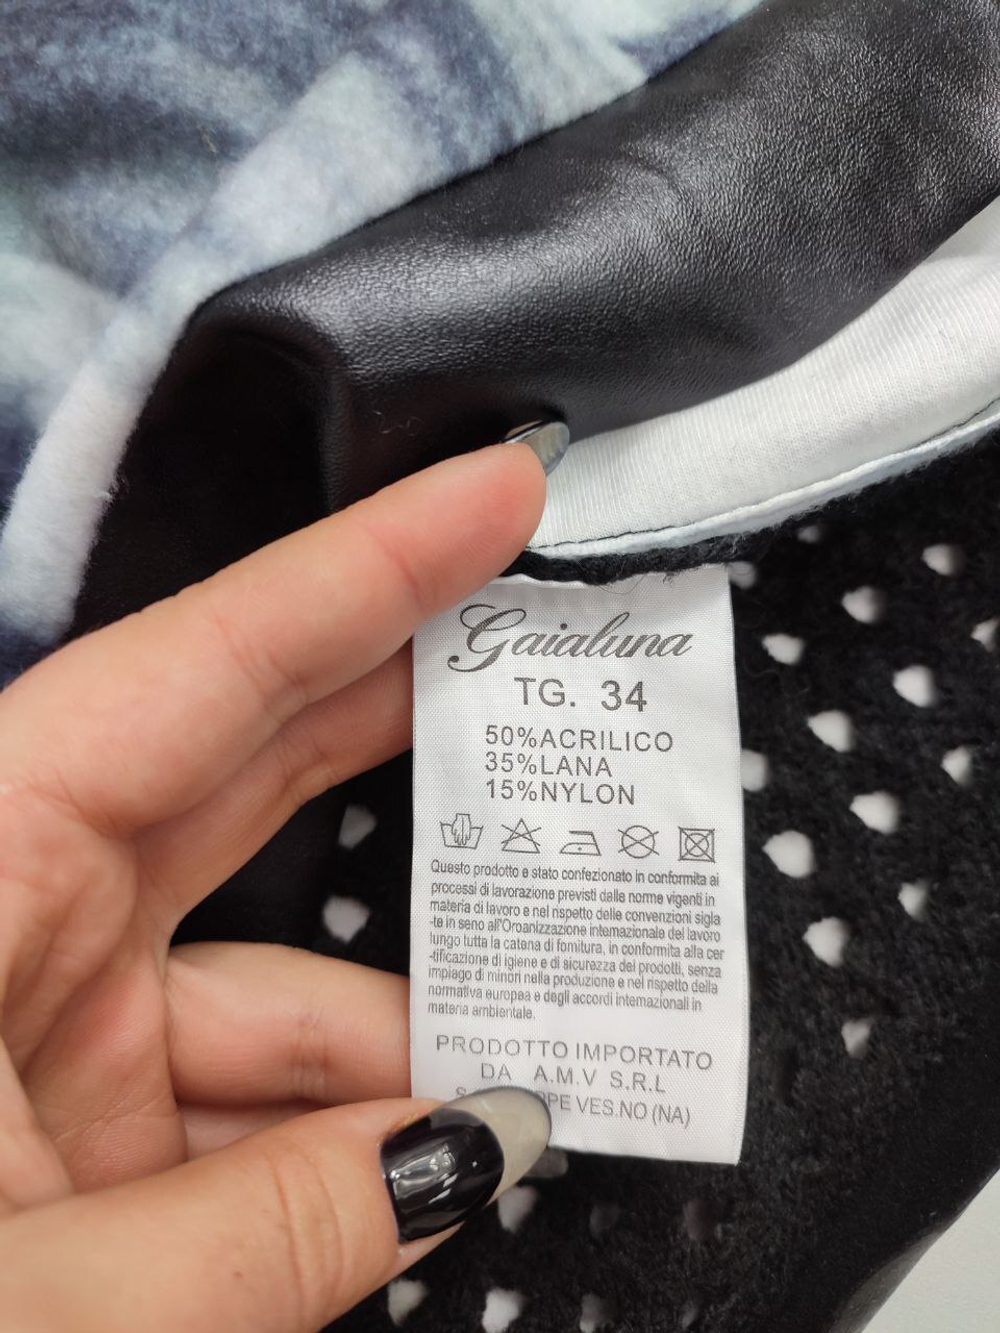 Gaialuna
TG. 34
50%ACRILICO
35%LANA
15%NYLON
Questo prodotto e stato confezionato in conformita ai
processi di lavorazione previsti dalle norme vigenti in
materia di lavoro e nel rispetto delle convenzioni sigla
-te in seno all'Oroanizzazione internazionale del lavoro
lungo tutta la catena di fomitura, in conformita alla cer
-tificazione di igiene e di sicurezza dei prodotti, senza
impiago di minori nella produzione e nel rispetto della
normativa europea e degli accordi intemazionali in
materia ambientale.
PRODOTTO IMPORTATO
DA A.M.V S.R.L
VES.NO (NA)